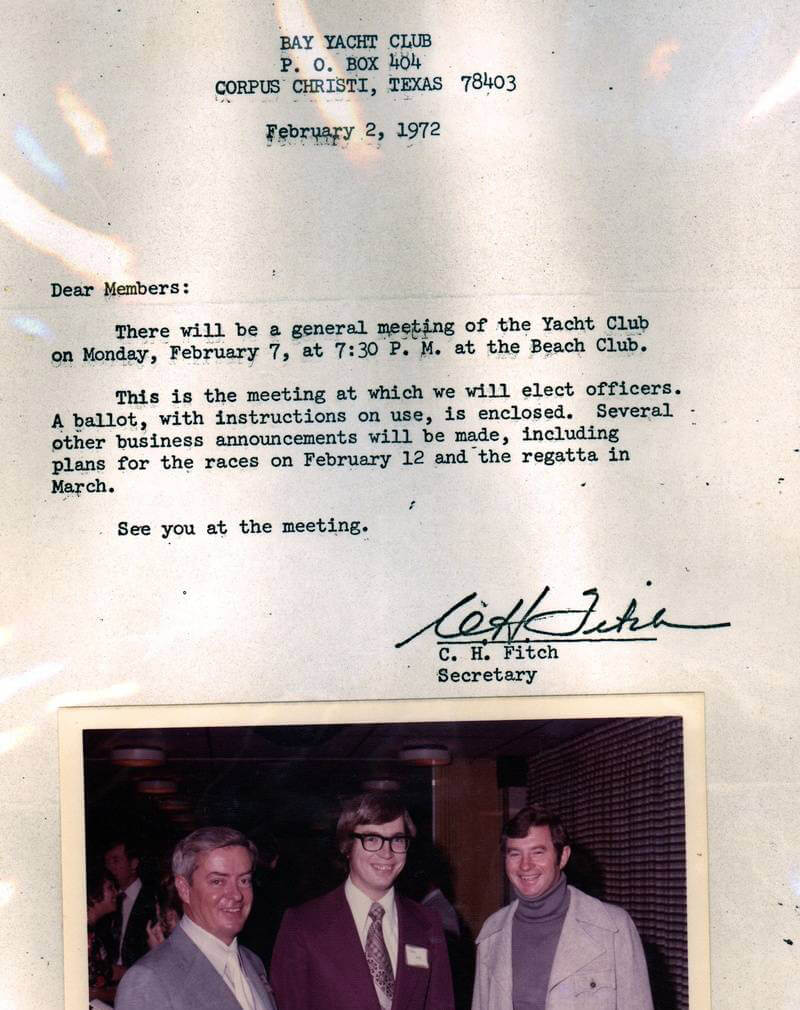 BAY YACHT CLUB
P. O. BOX 404
CORPUS CHRISTI, TEXAS 78403
February 2, 1972
Dear Members:
There will be a general meeting of the Yacht Club
on Monday, February 7, at 7:30 P. M. at the Beach Club.
This is the meeting at which we will elect officers.
A ballot, with instructions on use, is enclosed. Several
other business announcements will be made, including
plans for the races on February 12 and the regatta in
March.
See you at the meeting.
CH Fitch
C. H. Fitch
Secretary